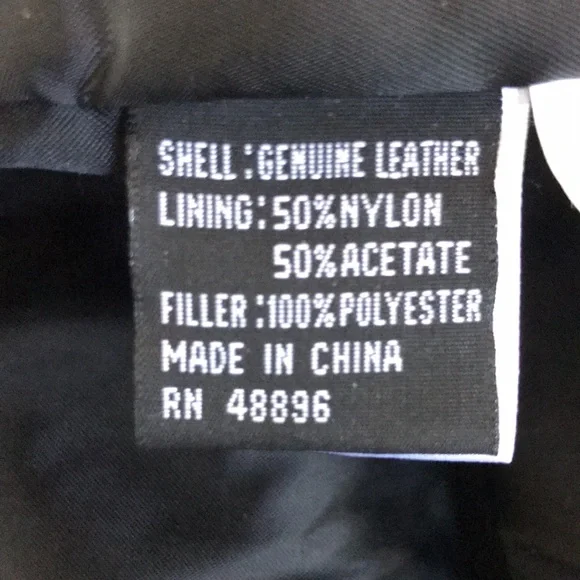 SHELL:GENUINE LEATHER
LINING:50%NYLON
50%ACETATE
FILLER:100%POLYESTER
MADE IN CHINA
RN 48896